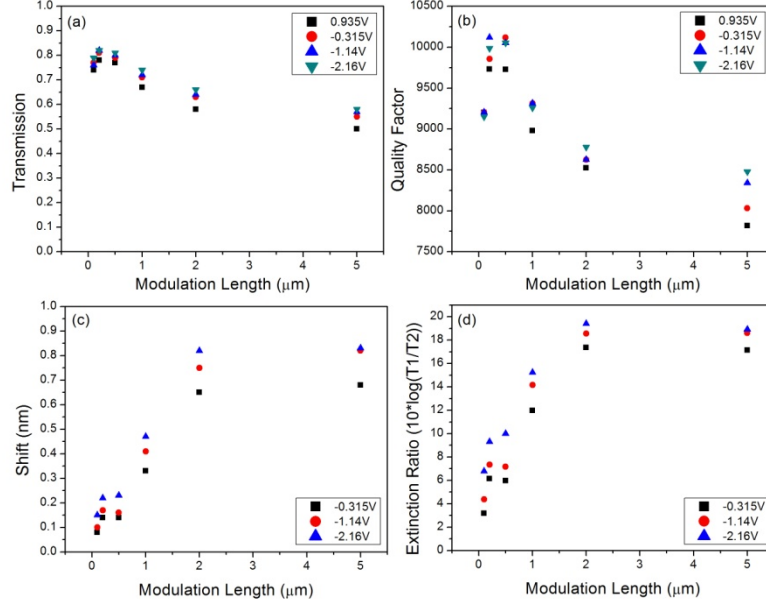 (a)
0.935V
-0.315V
-1.14V
-2.16V
1.0
0.9
0.8
0.7
0.6
0.5
0.4
0.3
0.2
0.1
0.0
Transmission
0 1 2 3 4 5
Modulation Length (μm)
(b)
0.935V
-0.315V
-1.14V
-2.16V
10000
9500
9000
8500
8000
7500
Quality Factor
0 1 2 3 4 5
Modulation Length (μm)
(c)
1.0
0.9
0.8
0.7
0.6
0.5
0.4
0.3
0.2
0.1
0.0
Shift (nm)
-0.315V
-1.14V
-2.16V
0 1 2 3 4 5
Modulation Length (μm)
(d)
20
18
16
14
12
10
8
6
4
2
0
Extinction Ratio (10*log(T1/T2))
-0.315V
-1.14V
-2.16V
0 1 2 3 4 5
Modulation Length (μm)